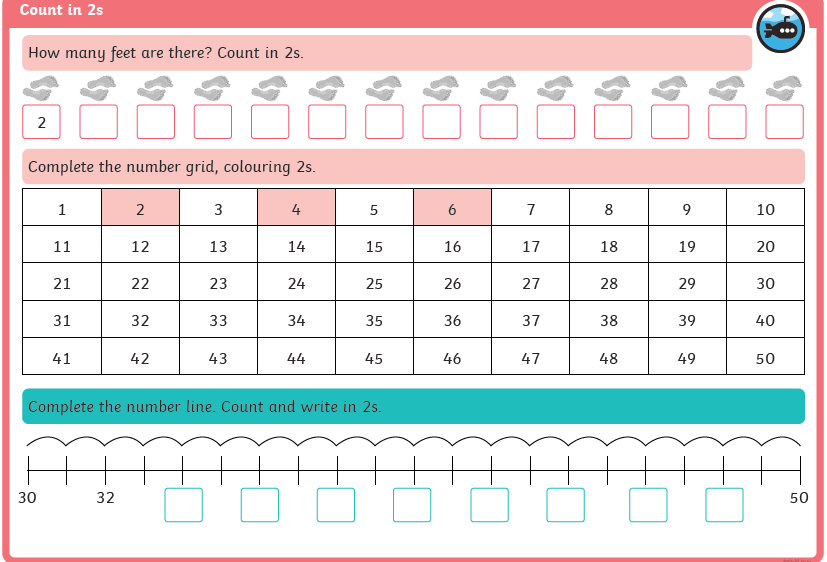 Count in 2s
How many feet are there? Count in 2s.
2
Complete the number grid, colouring 2s.
1 2 3 4 5 6 7 8 9 10
11 12 13 14 15 16 17 18 19 20
21 22 23 24 25 26 27 28 29 30
31 32 33 34 35 36 37 38 39 40
41 42 43 44 45 46 47 48 49 50
Complete the number line. Count and write in 2s.
30 32 50